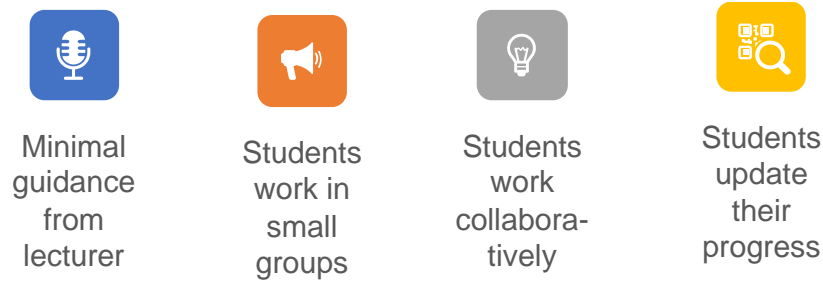 Minimal
guidance
from
lecturer
Students
work in
small
groups
Students
work
collabora-
tively
Students
update
their
progress